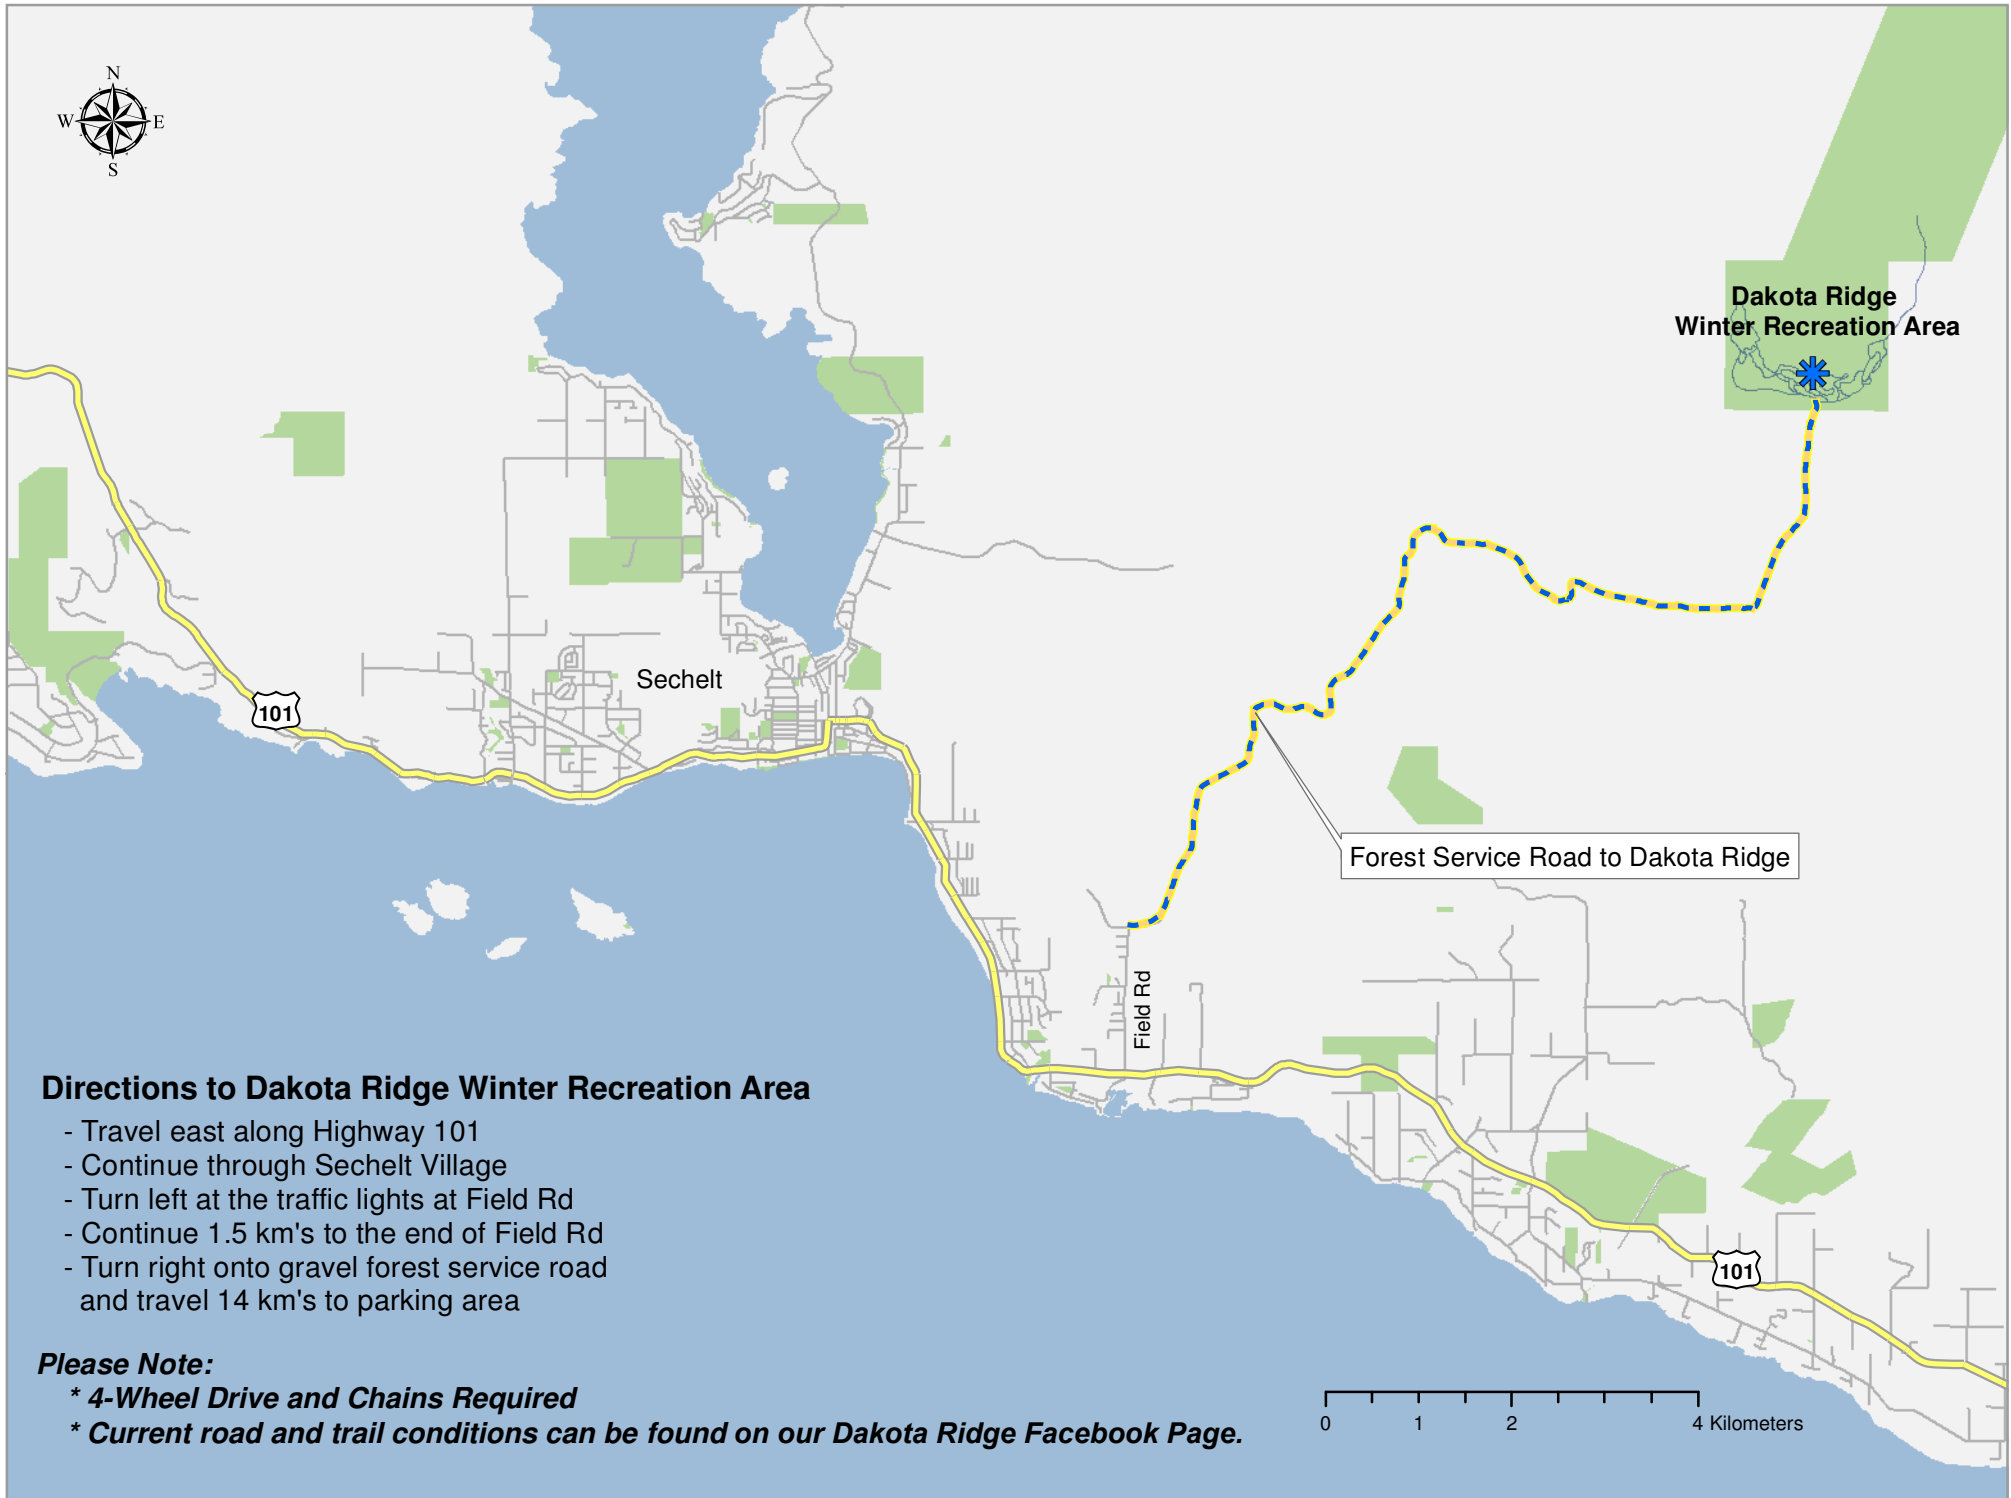 N
W E
S
Dakota Ridge
Winter Recreation Area
101
Sechelt
Forest Service Road to Dakota Ridge
Field Rd
Directions to Dakota Ridge Winter Recreation Area
- Travel east along Highway 101
- Continue through Sechelt Village
- Turn left at the traffic lights at Field Rd
- Continue 1.5 km's to the end of Field Rd
- Turn right onto gravel forest service road
and travel 14 km's to parking area
101
Please Note:
* 4-Wheel Drive and Chains Required
* Current road and trail conditions can be found on our Dakota Ridge Facebook Page.
0 1 2 4 Kilometers